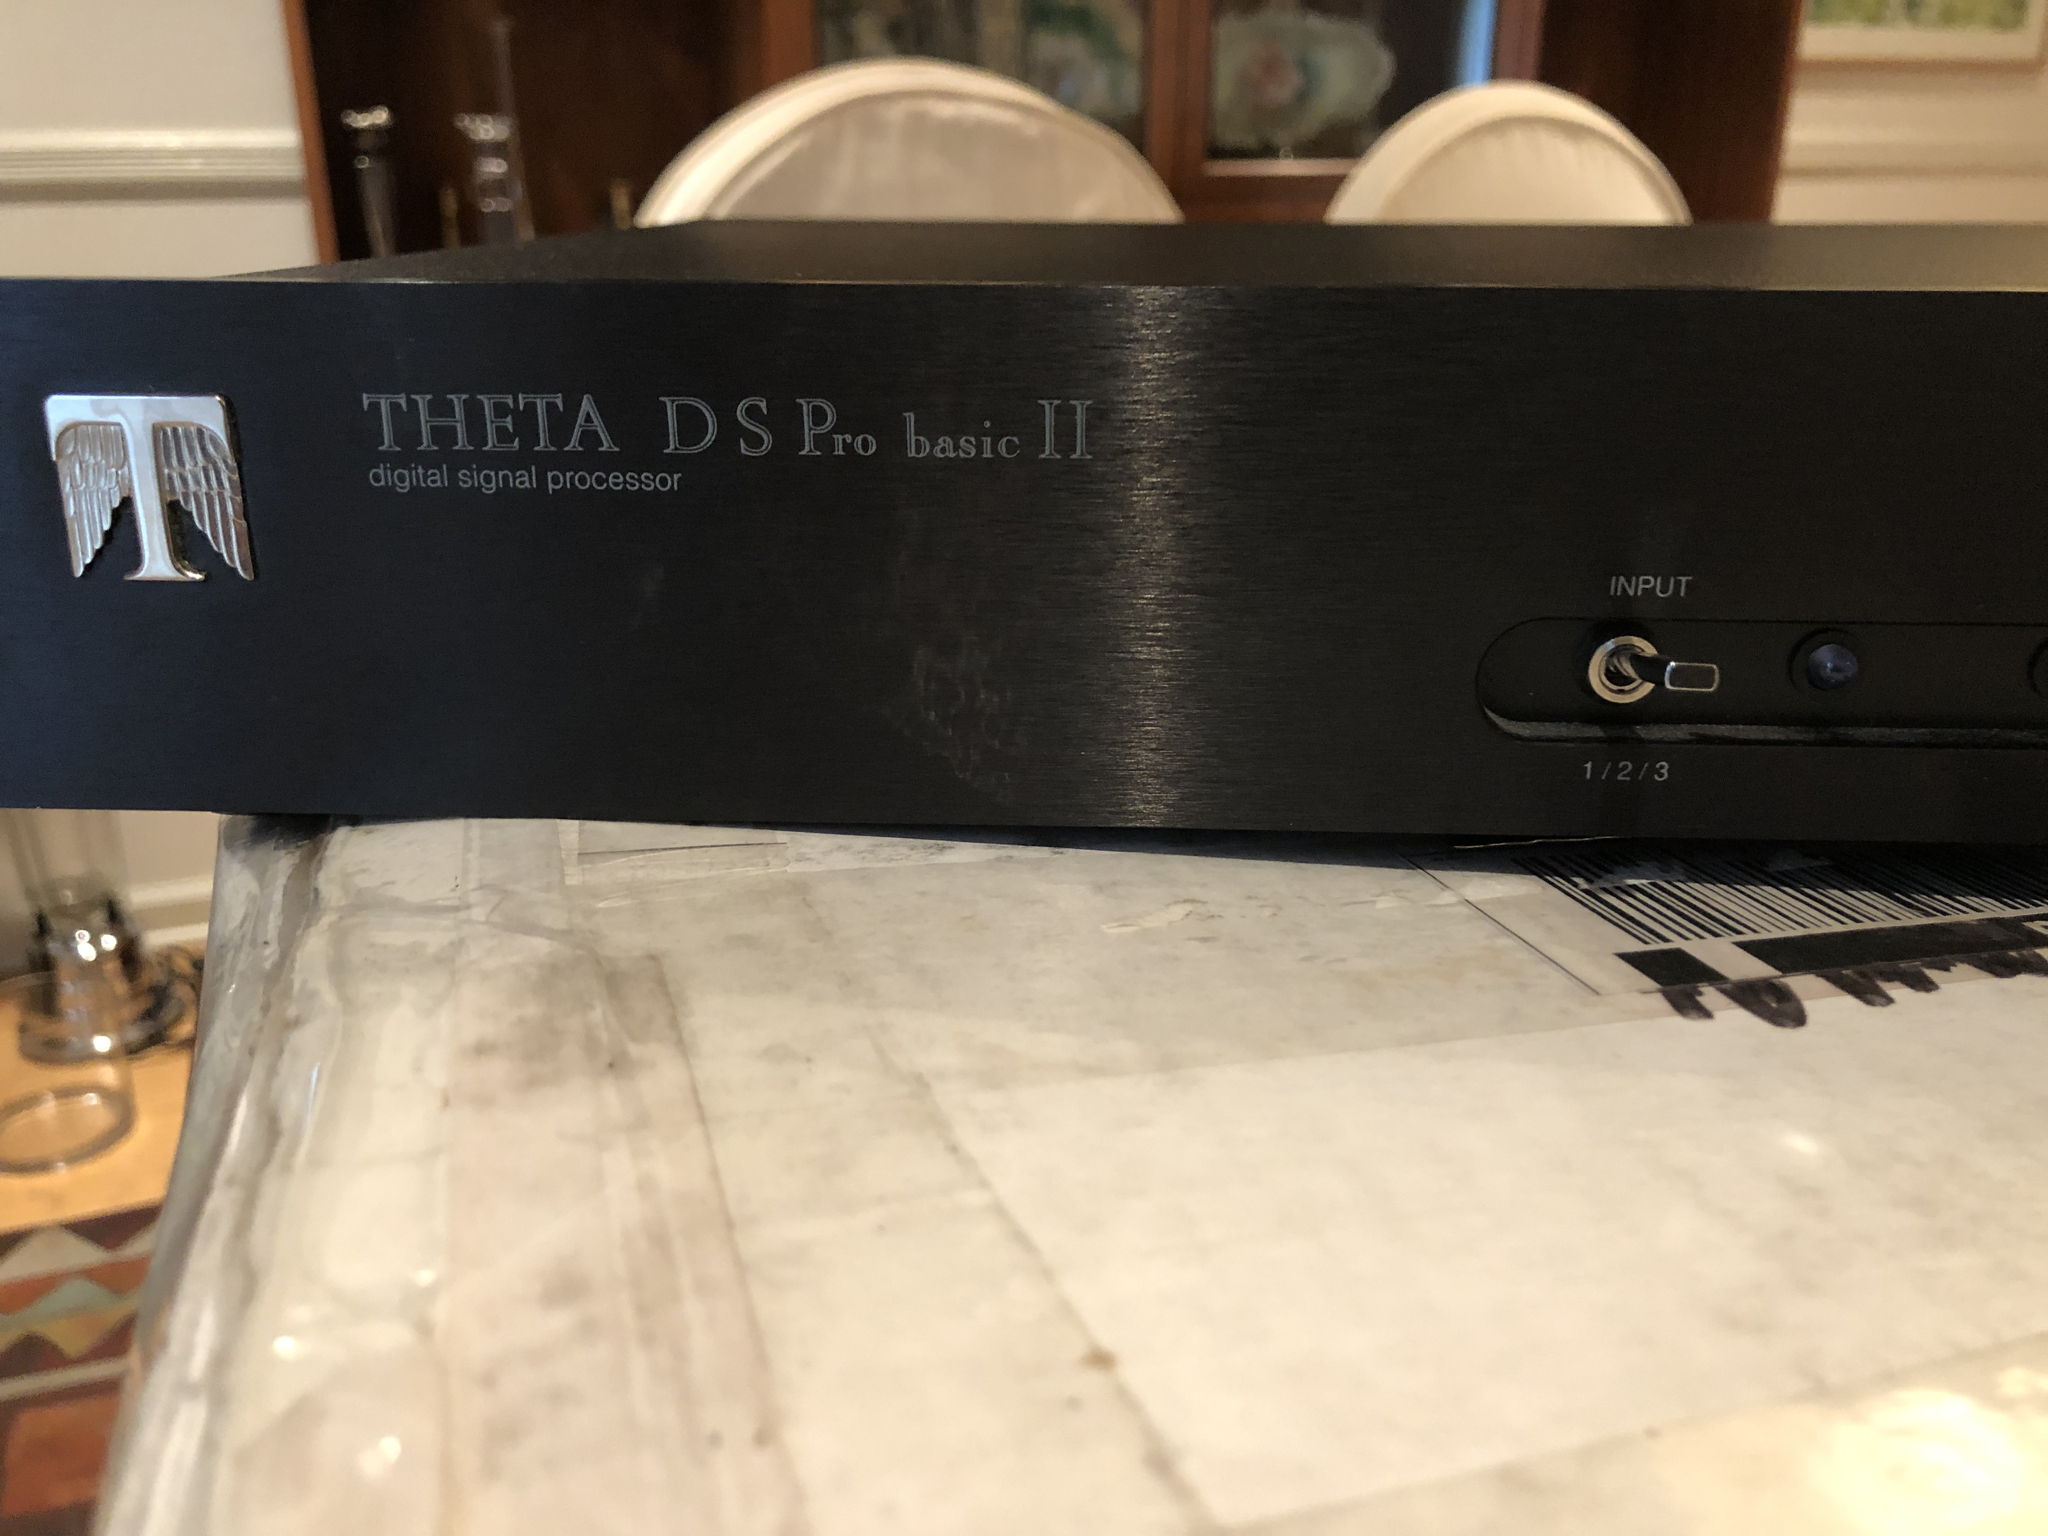 T
THETA DS Pro basic II
digital signal processor
INPUT
1/2/3